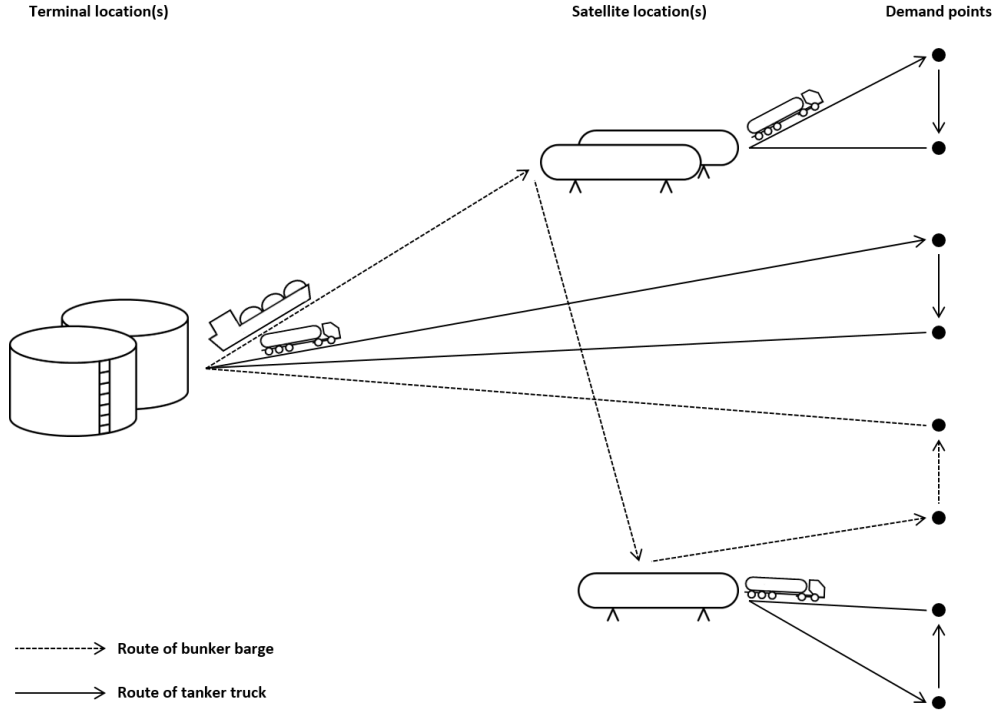 Terminal location(s)
Satellite location(s)
Demand points
Route of bunker barge
Route of tanker truck